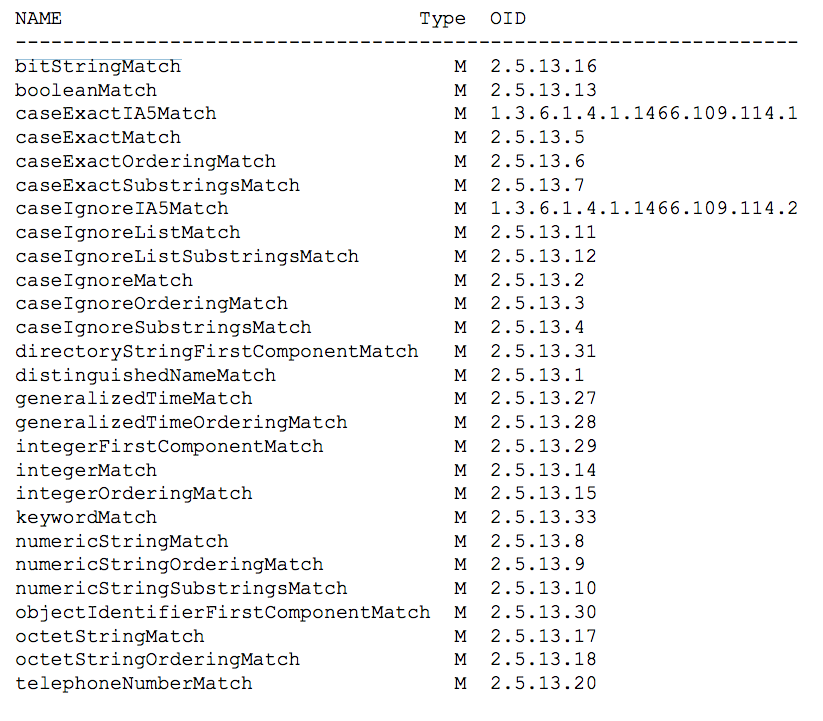 NAME                              Type  OID
------------------------------------------------------------------
bitStringMatch                       M  2.5.13.16
booleanMatch                         M  2.5.13.13
caseExactIA5Match                    M  1.3.6.1.4.1.1466.109.114.1
caseExactMatch                       M  2.5.13.5
caseExactOrderingMatch               M  2.5.13.6
caseExactSubstringsMatch             M  2.5.13.7
caseIgnoreIA5Match                   M  1.3.6.1.4.1.1466.109.114.2
caseIgnoreListMatch                  M  2.5.13.11
caseIgnoreListSubstringsMatch        M  2.5.13.12
caseIgnoreMatch                      M  2.5.13.2
caseIgnoreOrderingMatch              M  2.5.13.3
caseIgnoreSubstringsMatch            M  2.5.13.4
directoryStringFirstComponentMatch   M  2.5.13.31
distinguishedNameMatch               M  2.5.13.1
generalizedTimeMatch                 M  2.5.13.27
generalizedTimeOrderingMatch         M  2.5.13.28
integerFirstComponentMatch           M  2.5.13.29
integerMatch                         M  2.5.13.14
integerOrderingMatch                 M  2.5.13.15
keywordMatch                         M  2.5.13.33
numericStringMatch                   M  2.5.13.8
numericStringOrderingMatch           M  2.5.13.9
numericStringSubstringsMatch         M  2.5.13.10
objectIdentifierFirstComponentMatch  M  2.5.13.30
octetStringMatch                     M  2.5.13.17
octetStringOrderingMatch             M  2.5.13.18
telephoneNumberMatch                 M  2.5.13.20